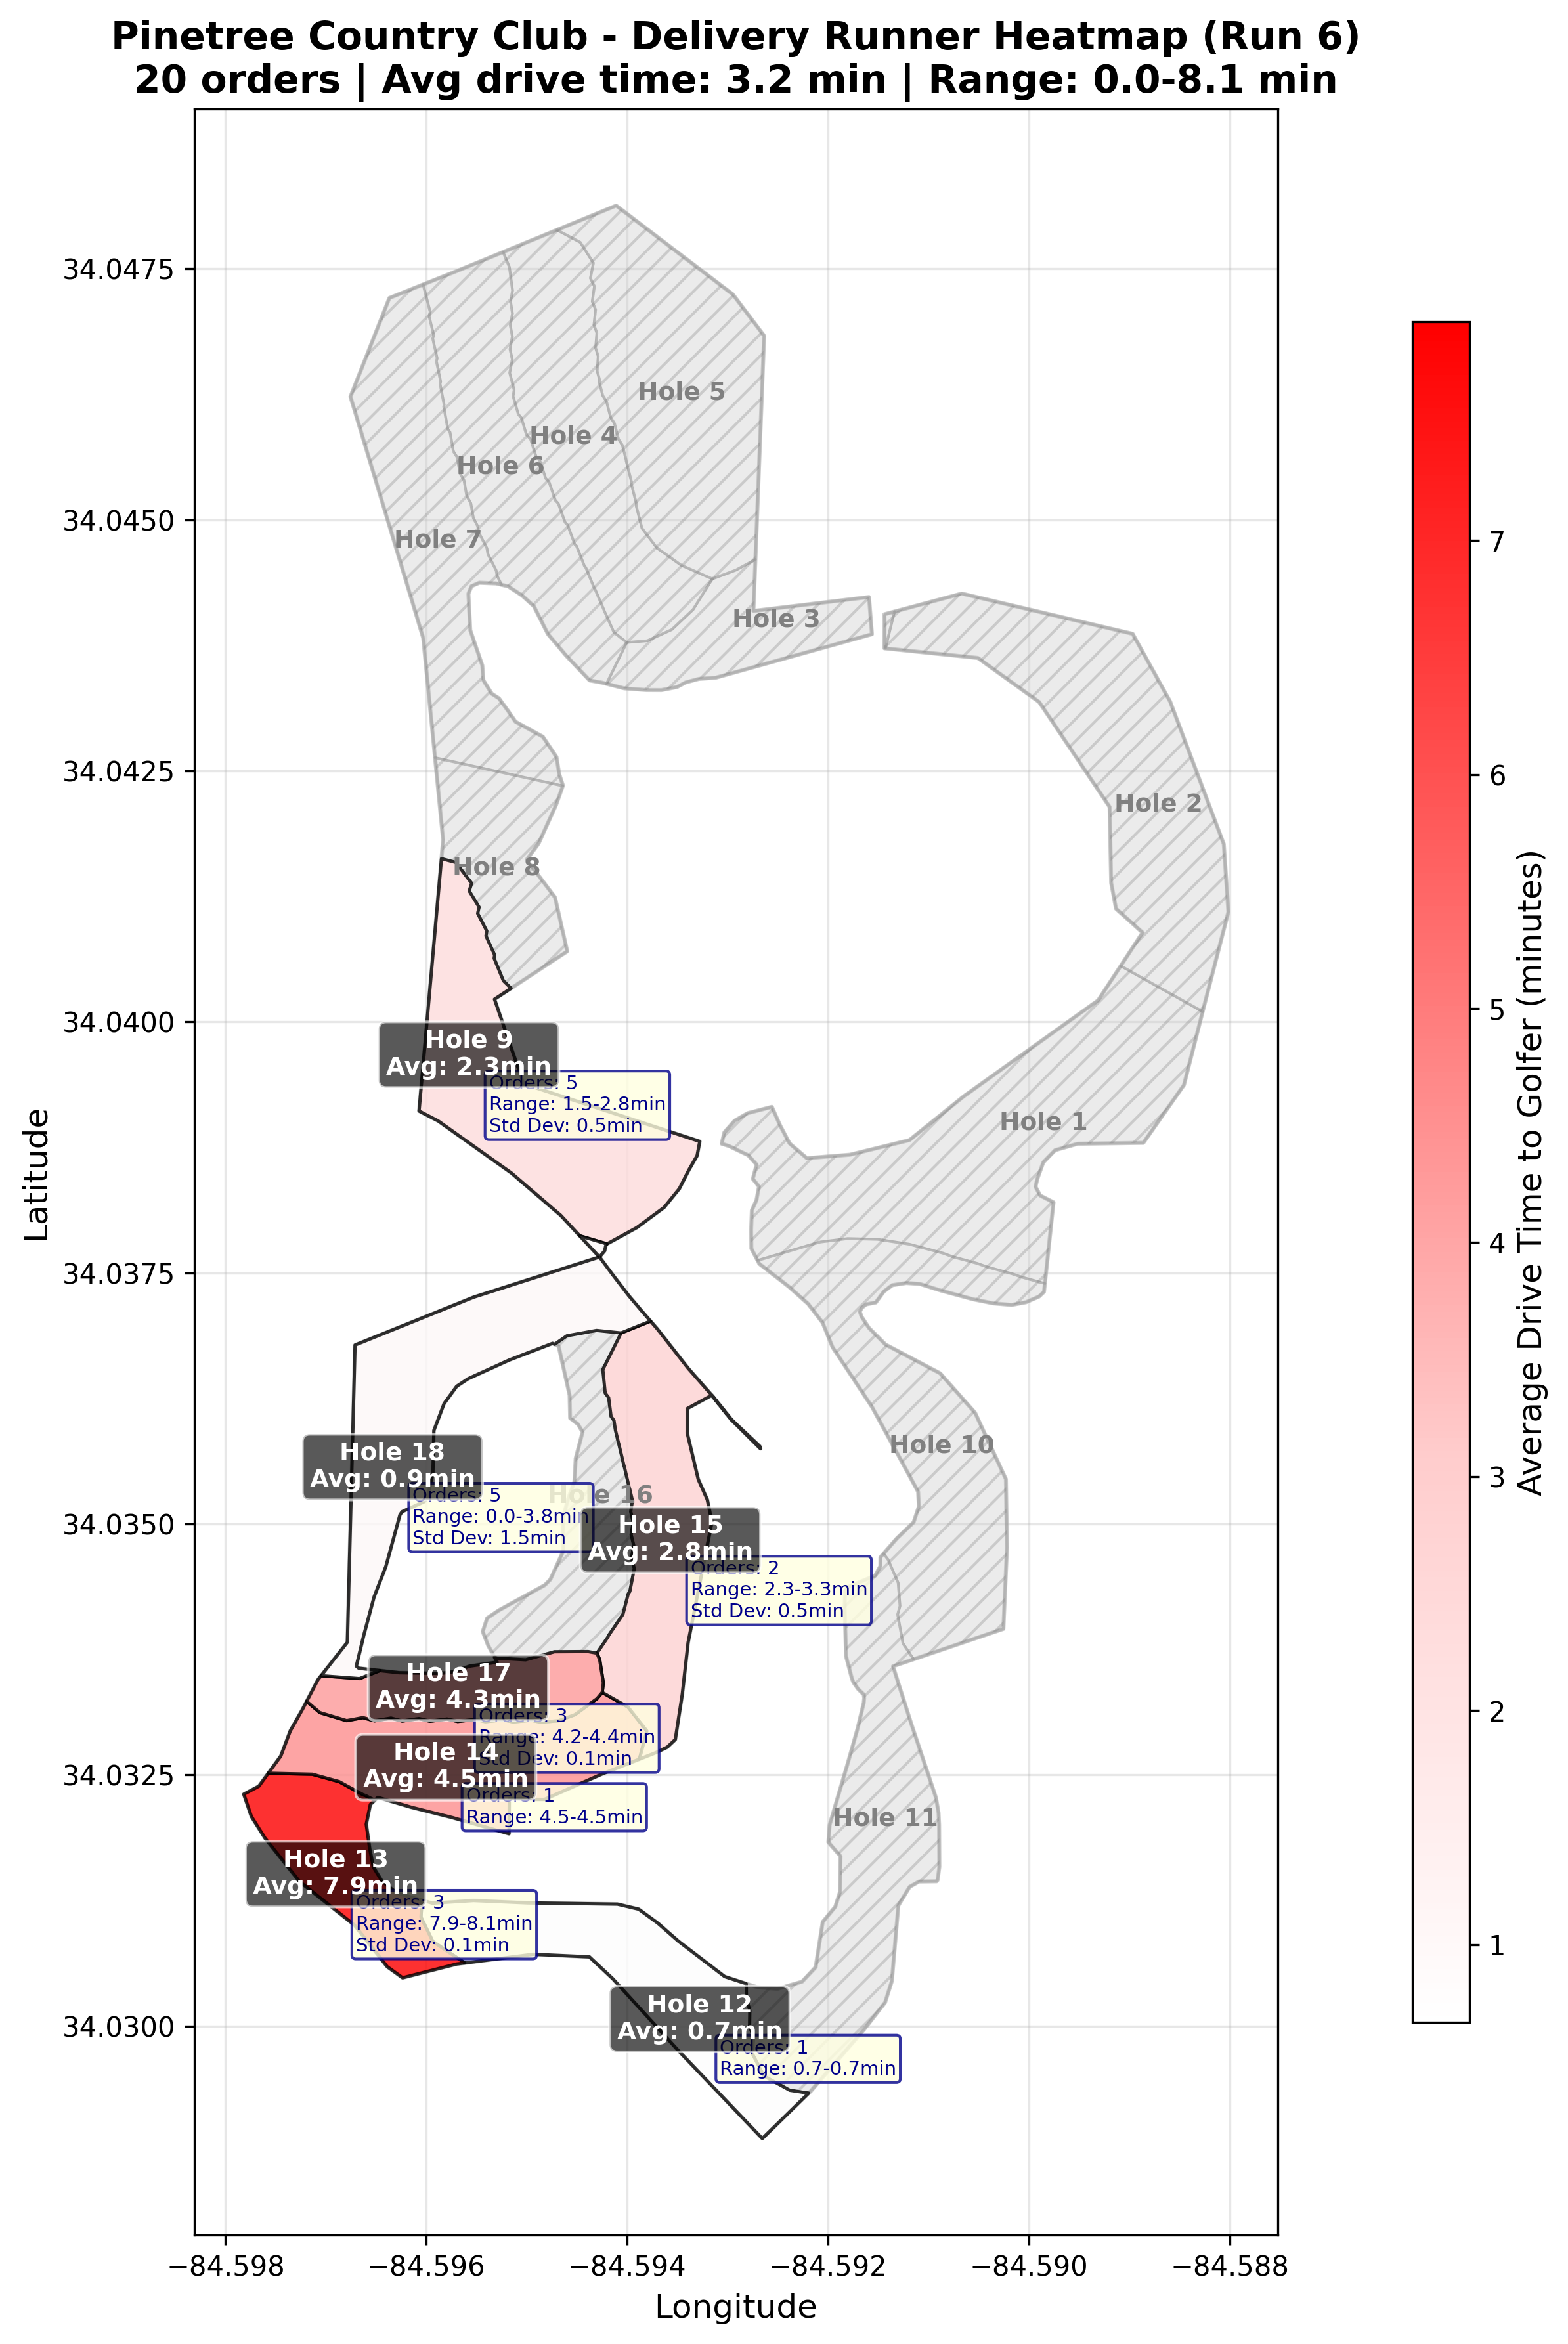 Pinetree Country Club - Delivery Runner Heatmap (Run 6)
20 orders | Avg drive time: 3.2 min | Range: 0.0-8.1 min
Latitude
34.0475
34.0450
34.0425
34.0400
34.0375
34.0350
34.0325
34.0300
Hole 5
Hole 4
Hole 6
Hole 7
Hole 3
Hole 2
Hole 8
Hole 9
Avg: 2.3min
Orders: 5
Range: 1.5-2.8min
Std Dev: 0.5min
Hole 1
Hole 10
Hole 18
Avg: 0.9min
Orders: 5
Range: 0.0-3.8min
Std Dev: 1.5min
Hole 16
Hole 15
Avg: 2.8min
Orders: 2
Range: 2.3-3.3min
Std Dev: 0.5min
Hole 17
Avg: 4.3min
Orders: 3
Range: 4.2-4.4min
Std Dev: 0.1min
Hole 14
Avg: 4.5min
Orders: 1
Range: 4.5-4.5min
Hole 11
Hole 13
Avg: 7.9min
Orders: 3
Range: 7.9-8.1min
Std Dev: 0.1min
Hole 12
Avg: 0.7min
Orders: 1
Range: 0.7-0.7min
−84.598
−84.596
−84.594
−84.592
−84.590
−84.588
Longitude
7
6
5
4
3
2
1
Average Drive Time to Golfer (minutes)